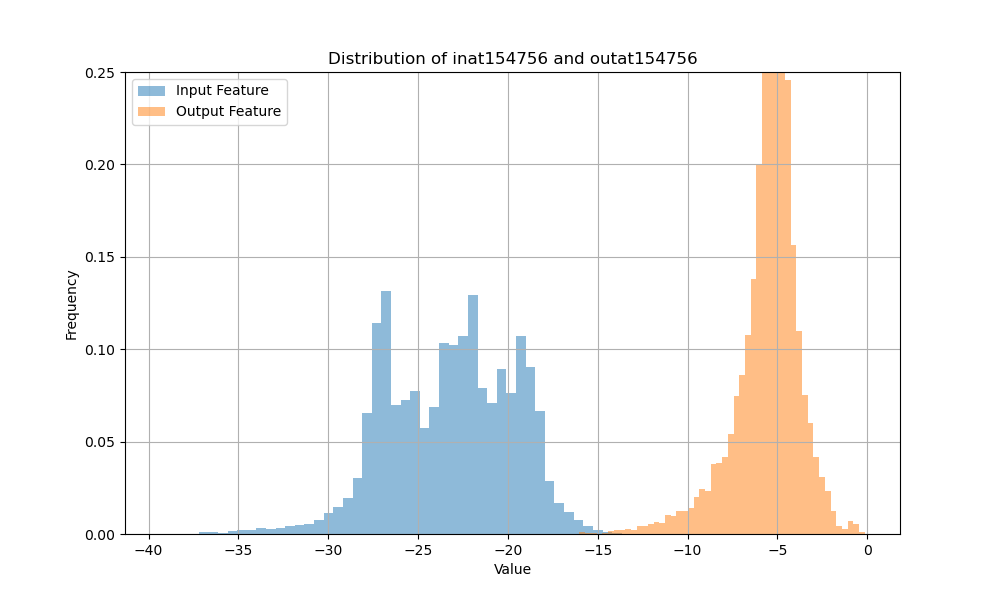 Distribution of inat154756 and outat154756
Input Feature
Output Feature
0.25
0.20
0.15
0.10
0.05
0.00
Frequency
−40 −35 −30 −25 −20 −15 −10 −5 0
Value